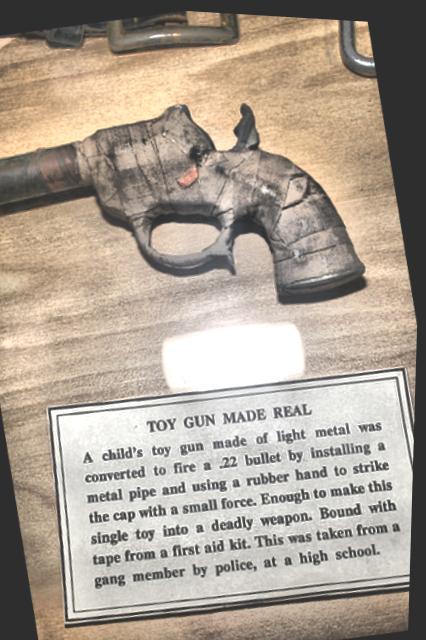 TOY GUN MADE REAL
A child's toy gun made of light metal was
converted to fire a .22 bullet by installing a
metal pipe and using a rubber hand to strike
the cap with a small force. Enough to make this
single toy into a deadly weapon. Bound with
tape from a first aid kit. This was taken from a
gang member by police, at a high school.